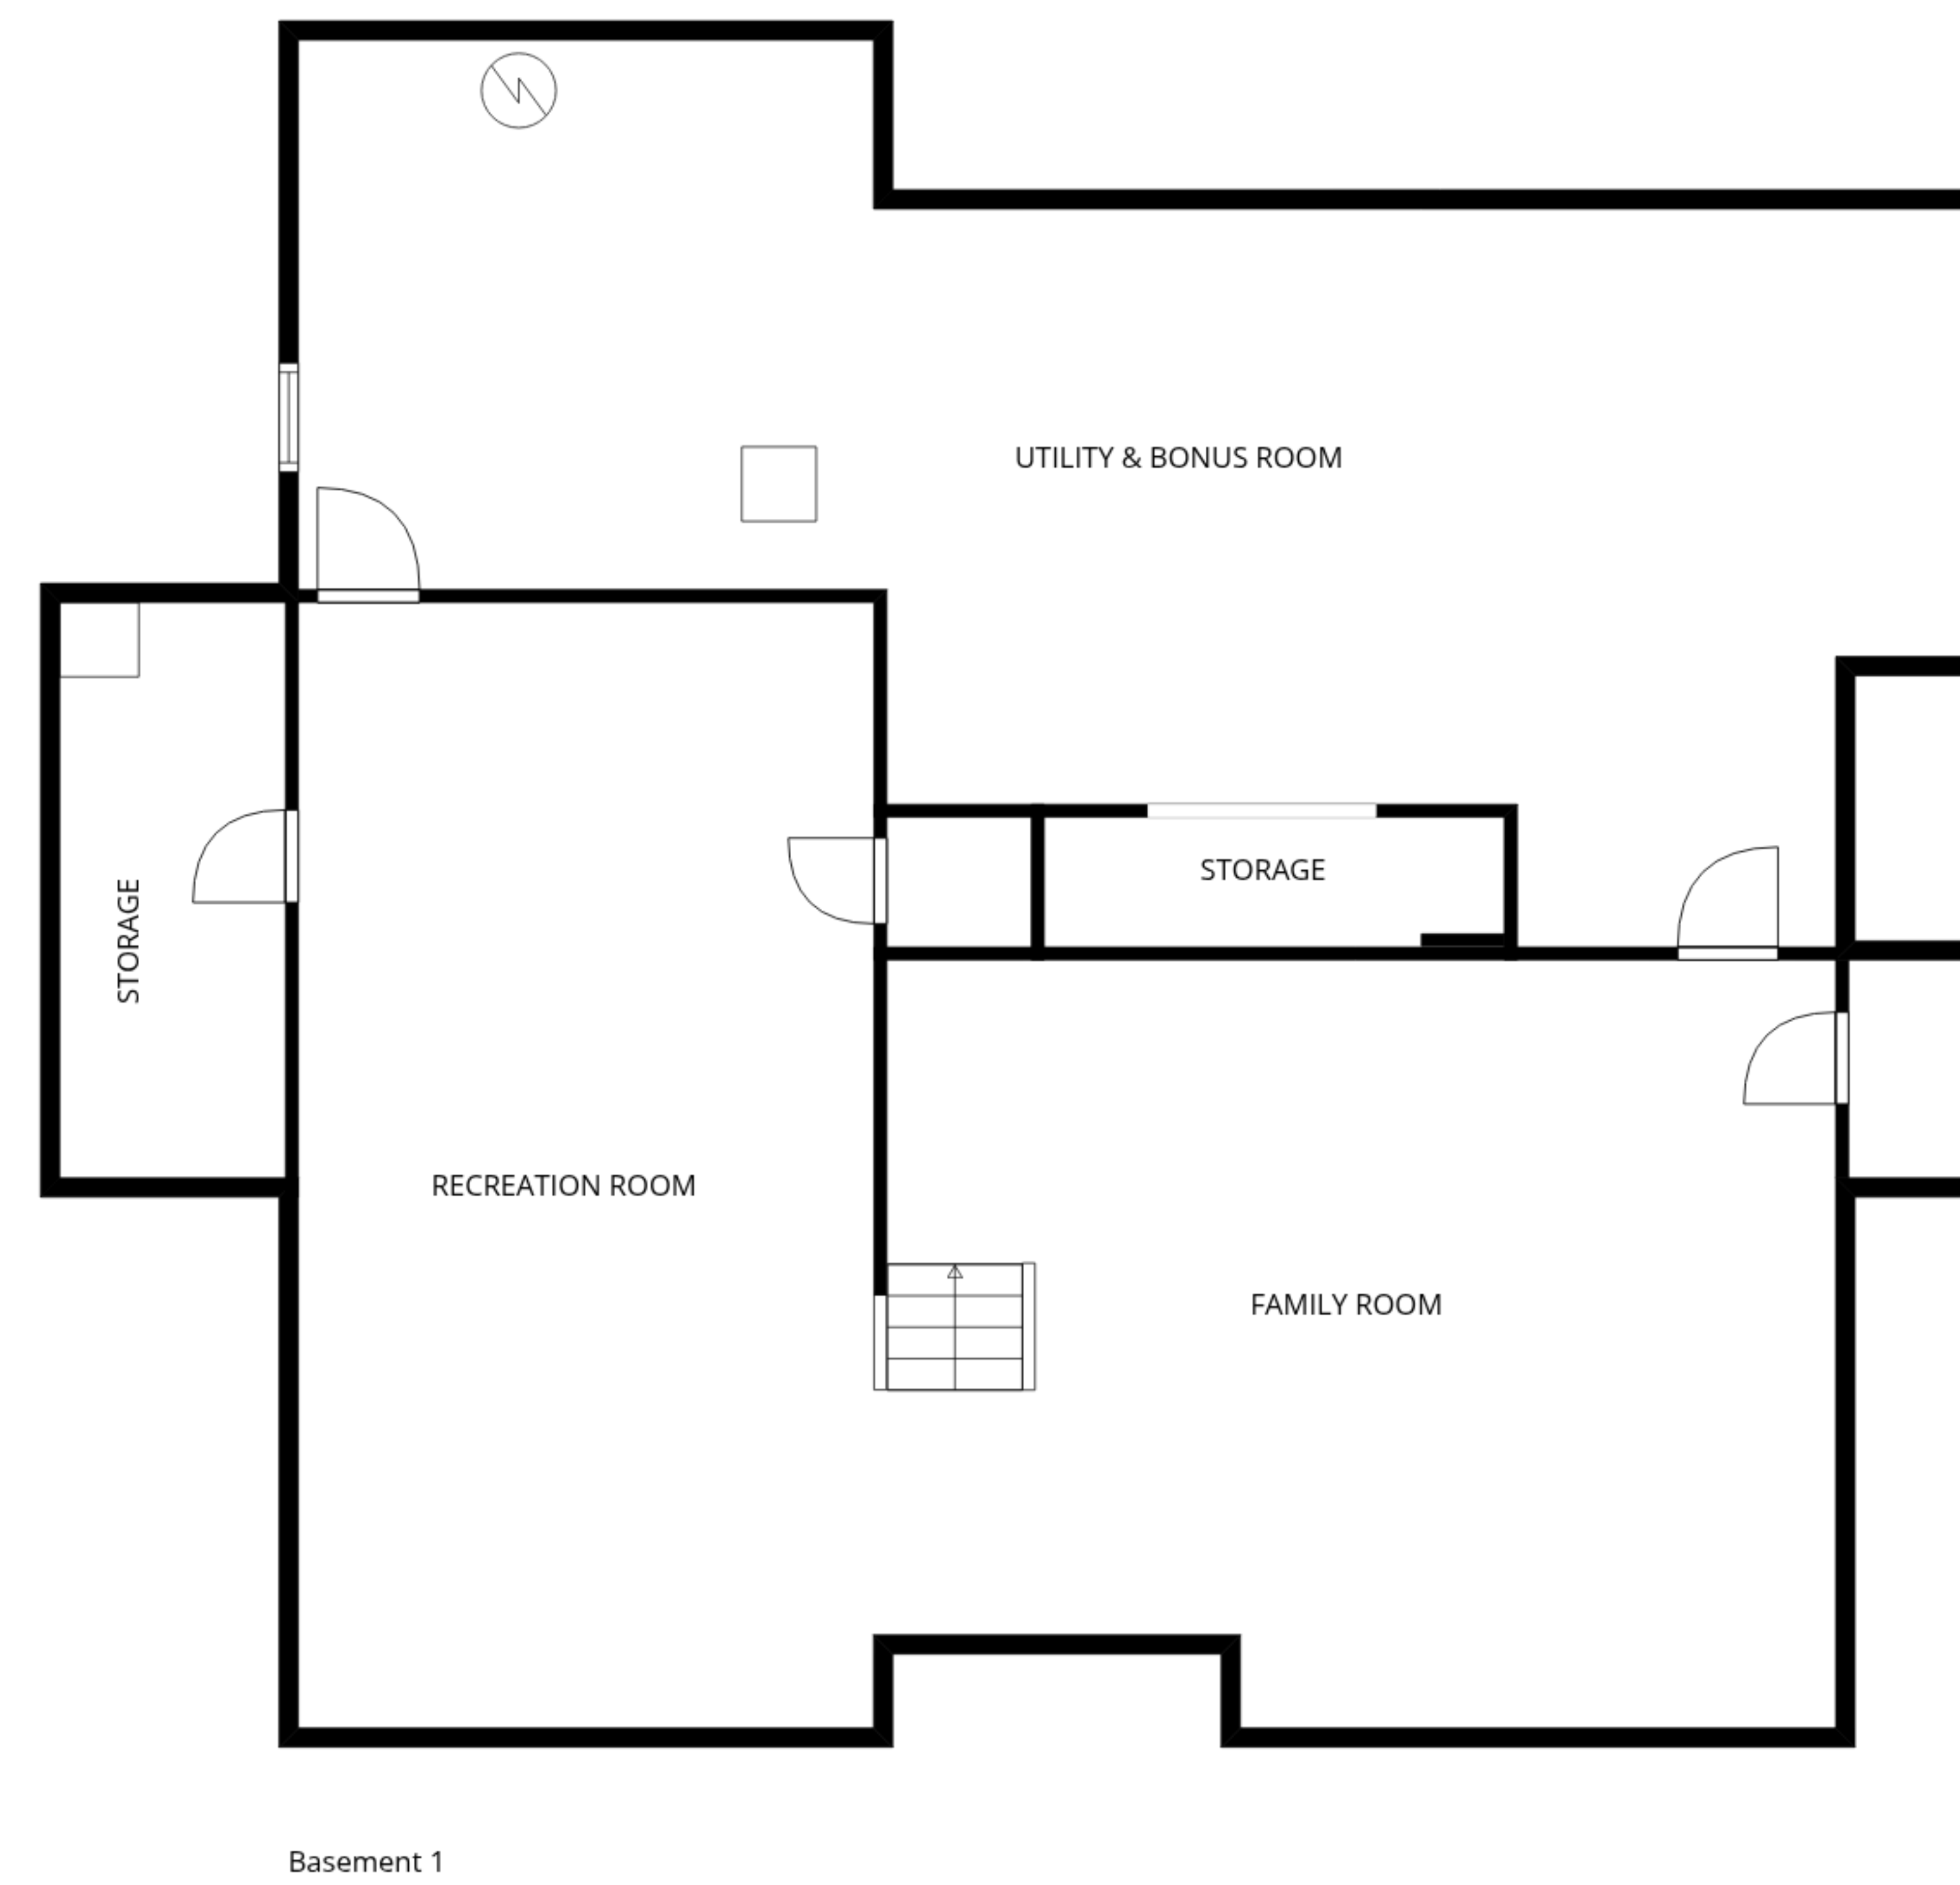 UTILITY & BONUS ROOM
STORAGE
STORAGE
RECREATION ROOM
FAMILY ROOM
Basement 1